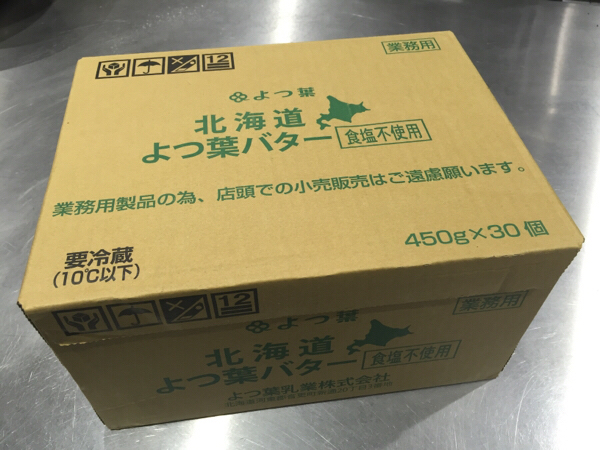 12
業務用
よつ葉
北海道
よつ葉バター 食塩不使用
業務用製品の為、店頭での小売販売はご遠慮願います。
450g×30個
要冷蔵
(10℃以下)
12
業務用
よつ葉
北海道
よつ葉バター 食塩不使用
よつ葉乳業株式会社